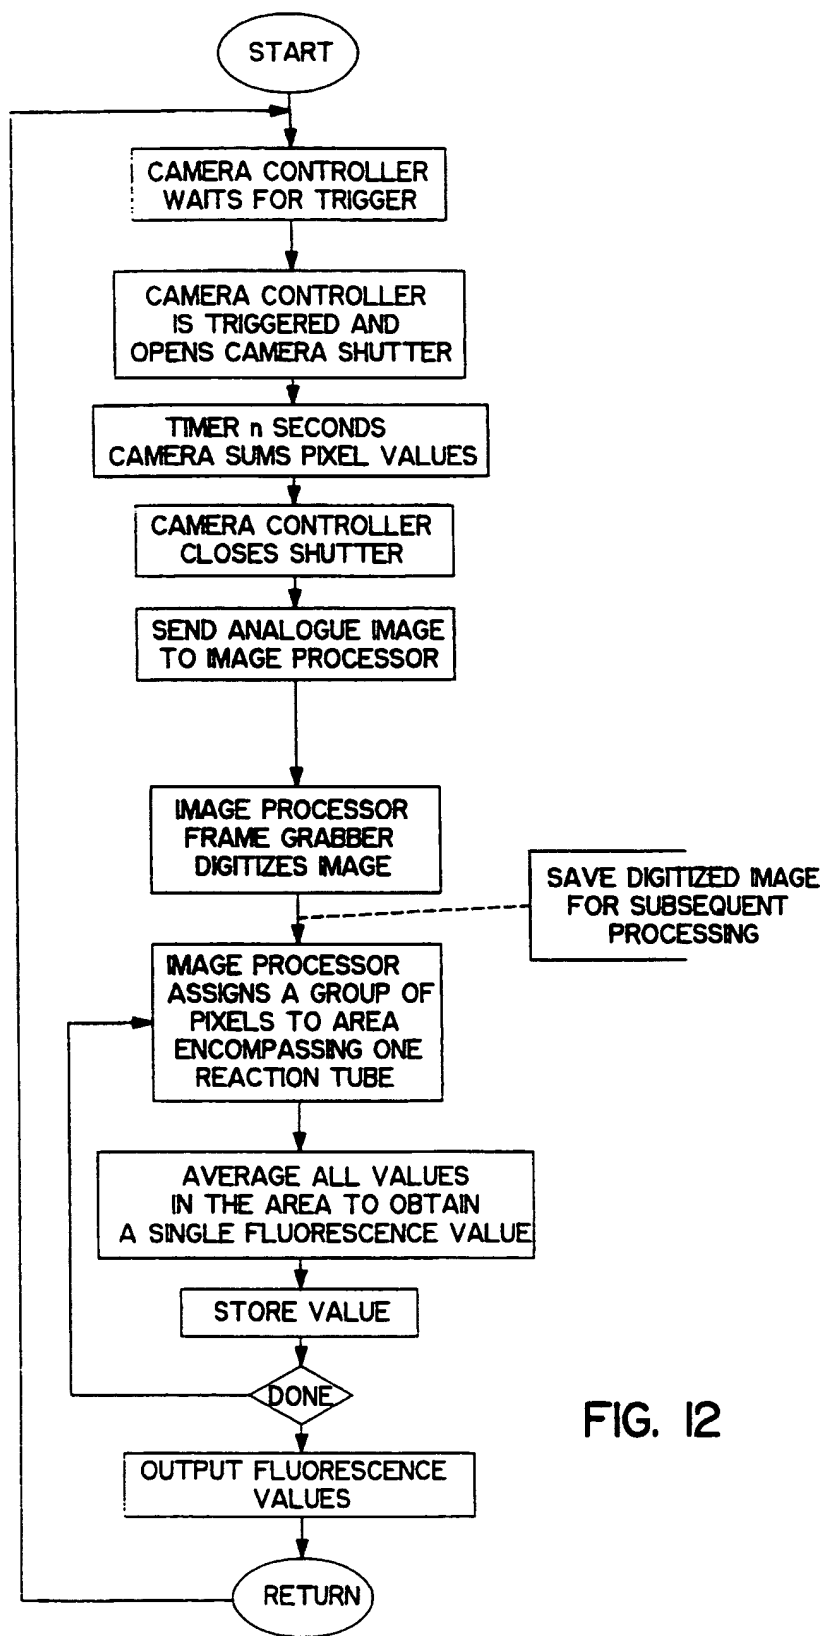 START
CAMERA CONTROLLER
WAITS FOR TRIGGER
CAMERA CONTROLLER
IS TRIGGERED AND
OPENS CAMERA SHUTTER
TIMER n SECONDS
CAMERA SUMS PIXEL VALUES
CAMERA CONTROLLER
CLOSES SHUTTER
SEND ANALOGUE IMAGE
TO IMAGE PROCESSOR
IMAGE PROCESSOR
FRAME GRABBER
DIGITIZES IMAGE
SAVE DIGITIZED IMAGE
FOR SUBSEQUENT
PROCESSING
IMAGE PROCESSOR
ASSIGNS A GROUP OF
PIXELS TO AREA
ENCOMPASSING ONE
REACTION TUBE
AVERAGE ALL VALUES
IN THE AREA TO OBTAIN
A SINGLE FLUORESCENCE VALUE
STORE VALUE
DONE
OUTPUT FLUORESCENCE
VALUES
RETURN
FIG. 12